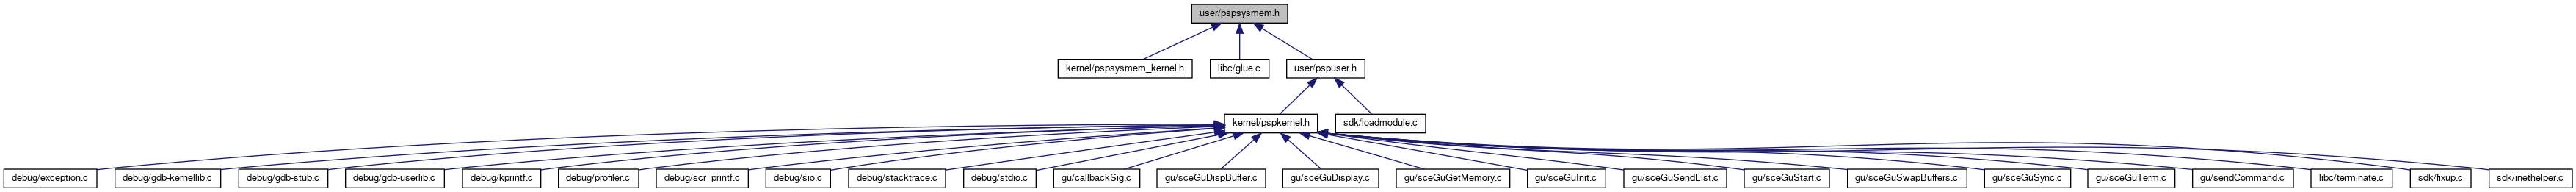 user/pspsysmem.h
kernel/pspsysmem_kernel.h
libc/glue.c
user/pspuser.h
kernel/pspkernel.h
sdk/loadmodule.c
debug/exception.c
debug/gdb-kernellib.c
debug/gdb-stub.c
debug/gdb-userlib.c
debug/kprintf.c
debug/profiler.c
debug/scr_printf.c
debug/sio.c
debug/stacktrace.c
debug/stdio.c
gu/callbackSig.c
gu/sceGuDispBuffer.c
gu/sceGuDisplay.c
gu/sceGuGetMemory.c
gu/sceGuInit.c
gu/sceGuSendList.c
gu/sceGuStart.c
gu/sceGuSwapBuffers.c
gu/sceGuSync.c
gu/sceGuTerm.c
gu/sendCommand.c
libc/terminate.c
sdk/fixup.c
sdk/inethelper.c